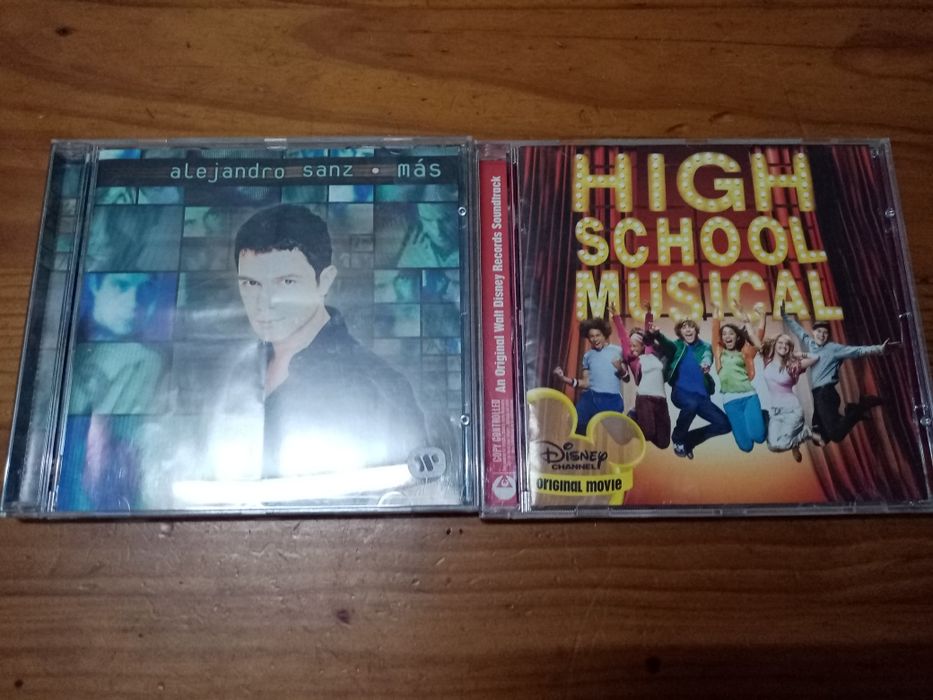 alejandro sanz • más
An Original Walt Disney Records Soundtrack
COPY CONTROLLED
HIGH
SCHOOL
MUSICAL
DISNEY
CHANNEL
ORIGINAL MOVIE